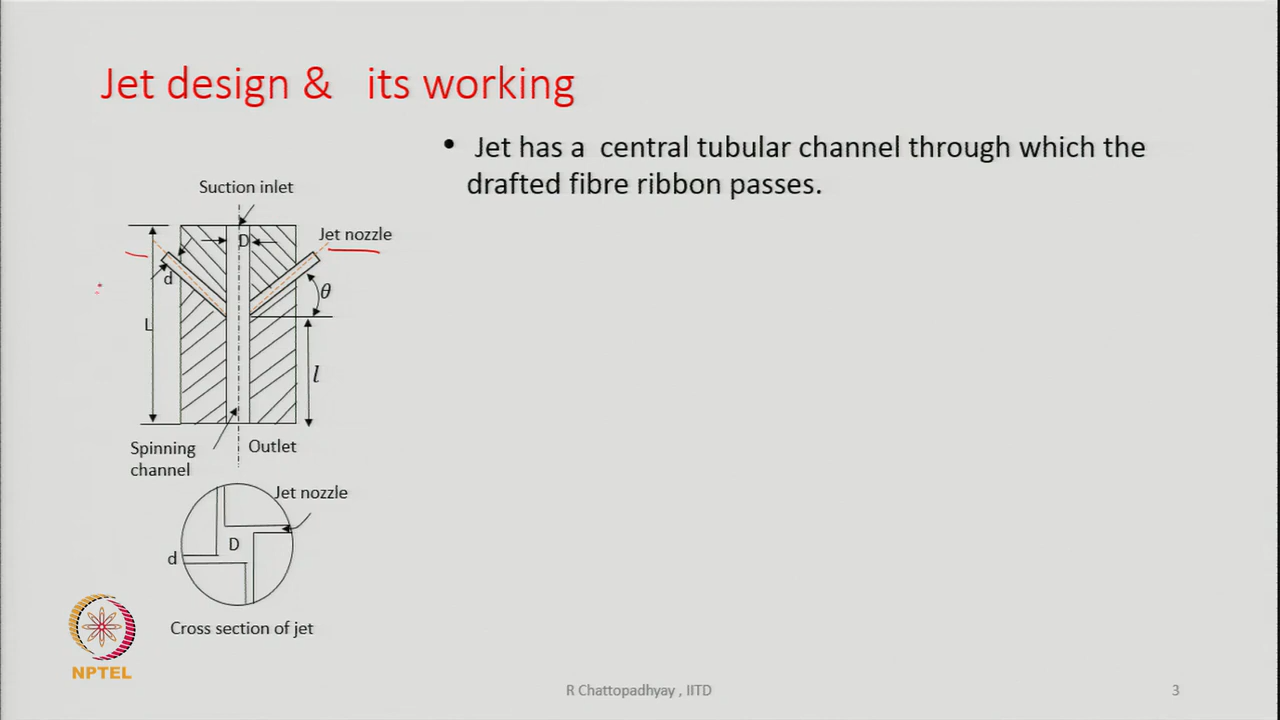 Jet design & its working
• Jet has a central tubular channel through which the
drafted fibre ribbon passes.
Suction inlet
Jet nozzle
D
d
θ
L
l
Spinning
channel
Outlet
Jet nozzle
D
d
Cross section of jet
NPTEL
R Chattopadhyay , IITD
3